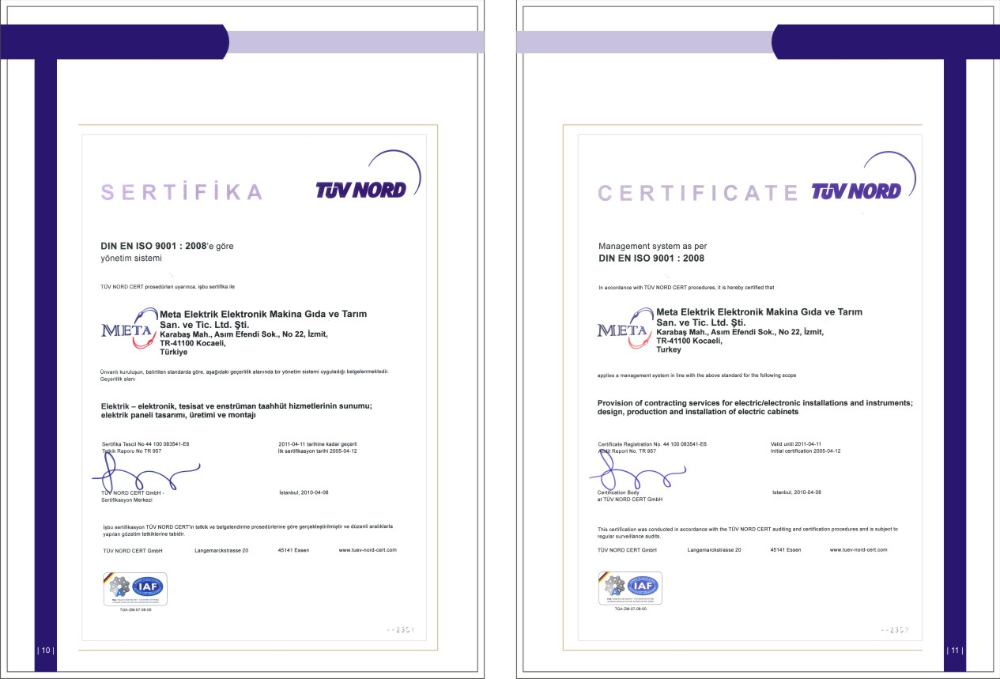 SERTİFİKA
TÜV NORD
DIN EN ISO 9001 : 2008'e göre
yönetim sistemi
TÜV NORD CERT prosedürleri uyarınca, işbu sertifika ile
META
Meta Elektrik Elektronik Makina Gıda ve Tarım
San. ve Tic. Ltd. Şti.
Karabaş Mah., Asım Efendi Sok., No 22, İzmit,
TR-41100 Kocaeli,
Türkiye
Ünvanlı kuruluşun, belirtilen standarda göre, aşağıdaki geçerlilik alanında bir yönetim sistemi uyguladığı belgelenmektedir.
Geçerlilik alanı
Elektrik – elektronik, tesisat ve enstrüman taahhüt hizmetlerinin sunumu;
elektrik paneli tasarımı, üretimi ve montajı
Sertifika Tescil No 44 100 083541-E6
Tetkik Raporu No TR 957
2011-04-11 tarihine kadar geçerli
İlk sertifikasyon tarihi 2005-04-12
TÜV NORD CERT GmbH -
Sertifikasyon Merkezi
İstanbul, 2010-04-08
İşbu sertifikasyon TÜV NORD CERT'in tetkik ve belgelendirme prosedürlerine göre gerçekleştirilmiştir ve düzenli aralıklarla
yapılan gözetim tetkiklerine tabidir.
TÜV NORD CERT GmbH Langemarckstrasse 20 45141 Essen www.tuev-nord-cert.com
IAF
TGA-ZM-07-06-00
| 10 |
CERTIFICATE
TÜV NORD
Management system as per
DIN EN ISO 9001 : 2008
In accordance with TÜV NORD CERT procedures, it is hereby certified that
META
Meta Elektrik Elektronik Makina Gıda ve Tarım
San. ve Tic. Ltd. Şti.
Karabaş Mah., Asım Efendi Sok., No 22, İzmit,
TR-41100 Kocaeli,
Turkey
applies a management system in line with the above standard for the following scope
Provision of contracting services for electric/electronic installations and instruments;
design, production and installation of electric cabinets
Certificate Registration No. 44 100 083541-E6
Audit Report No. TR 957
Valid until 2011-04-11
Initial certification 2005-04-12
Certification Body
at TÜV NORD CERT GmbH
Istanbul, 2010-04-08
This certification was conducted in accordance with the TÜV NORD CERT auditing and certification procedures and is subject to
regular surveillance audits.
TÜV NORD CERT GmbH Langemarckstrasse 20 45141 Essen www.tuev-nord-cert.com
IAF
TGA-ZM-07-06-00
| 11 |